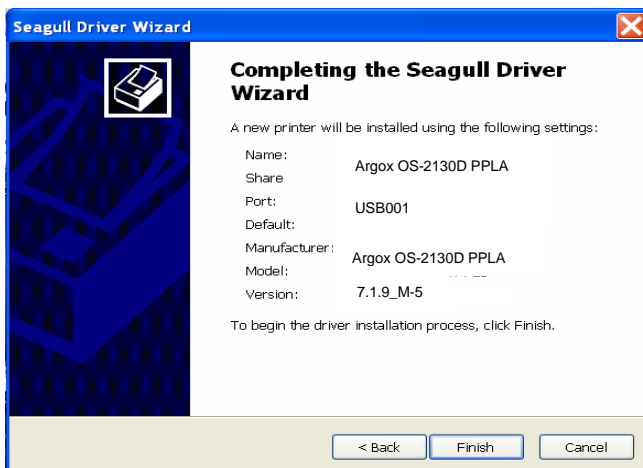 Seagull Driver Wizard
Completing the Seagull Driver
Wizard
A new printer will be installed using the following settings:
Name:
Argox OS-2130D PPLA
Share
Port:
USB001
Default:
Manufacturer:
Argox OS-2130D PPLA
Model:
Version:
7.1.9_M-5
To begin the driver installation process, click Finish.
< Back Finish Cancel